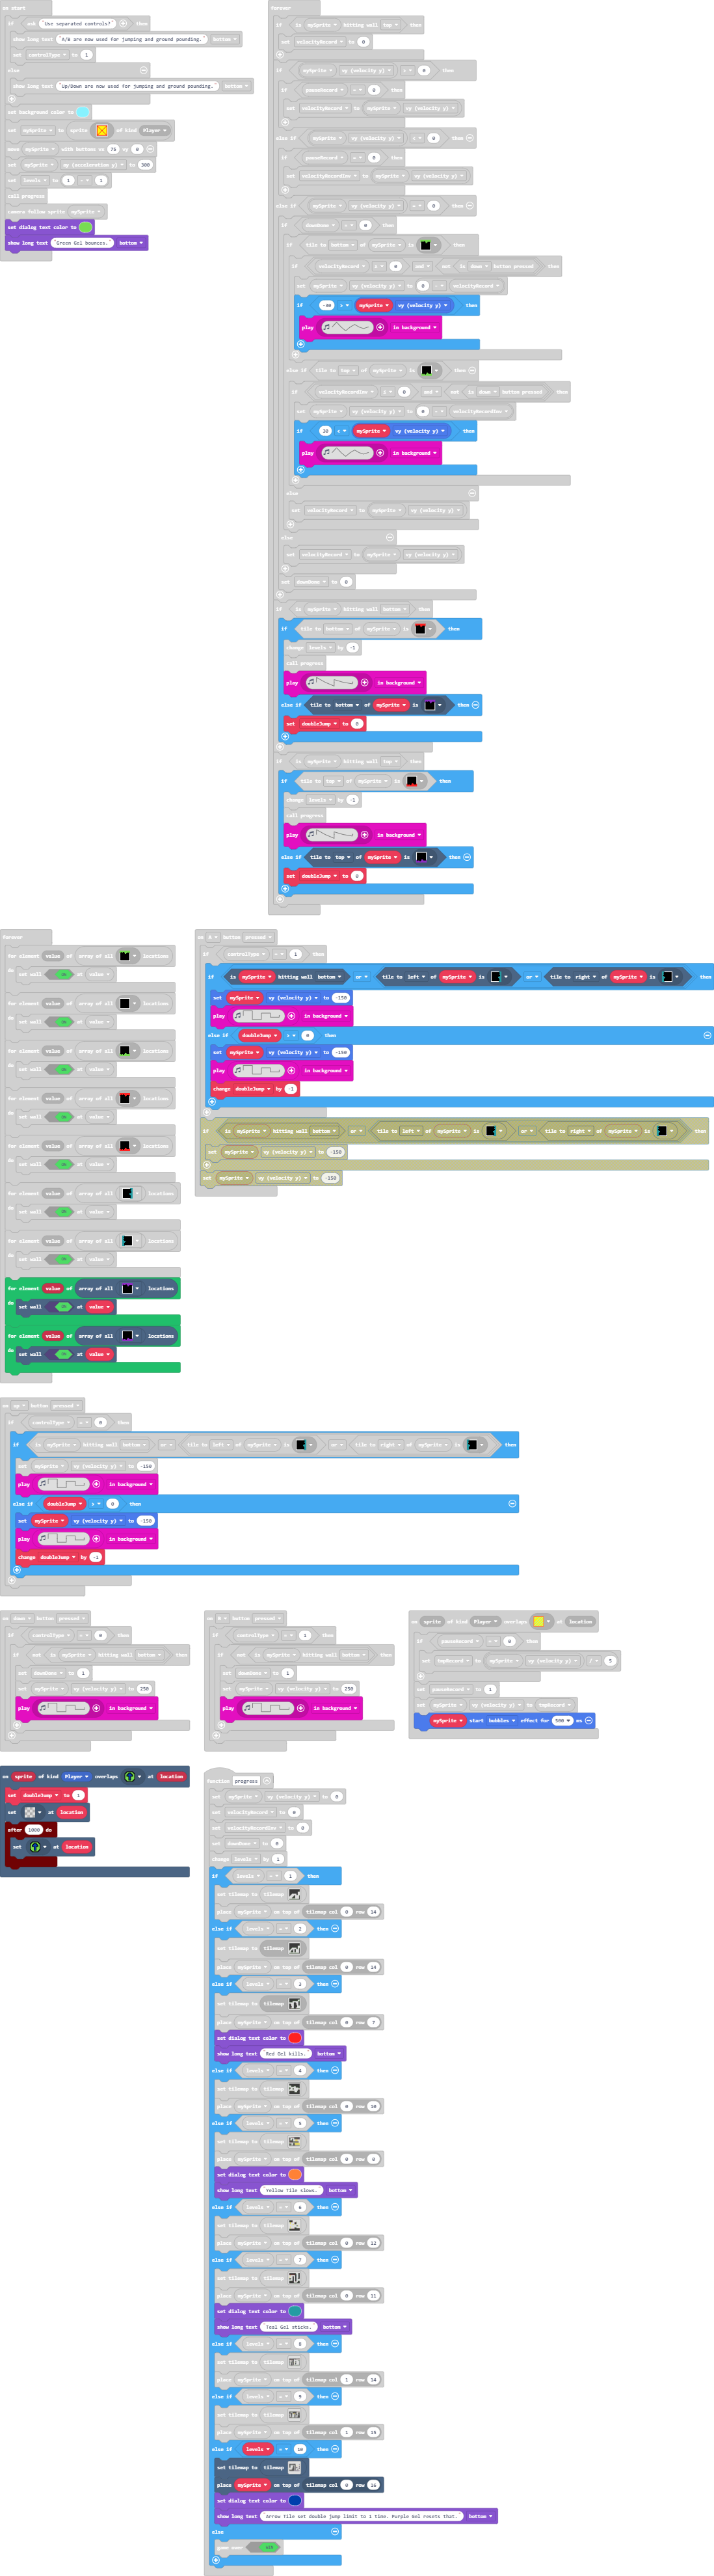 on start
if ask "Use separated controls?" then
show long text "A/B are now used for jumping and ground pounding." bottom
set controlType to 1
else
show long text "Up/Down are now used for jumping and ground pounding." bottom
set background color to
set mySprite to sprite of kind Player
move mySprite with buttons vx 75 vy 0
set mySprite ay (acceleration y) to 300
set levels to 1 - 1
call progress
camera follow sprite mySprite
set dialog text color to
show long text "Green Gel bounces." bottom
forever
if is mySprite hitting wall top then
set velocityRecord to 0
if mySprite vy (velocity y) 0 then
if pauseRecord = 0 then
set velocityRecord to mySprite vy (velocity y)
else if mySprite vy (velocity y) < 0 then
if pauseRecord = 0 then
set velocityRecordInv to mySprite vy (velocity y)
else if mySprite vy (velocity y) = 0 then
if downDown = 0 then
if tile to bottom of mySprite is then
if velocityRecord 0 and not is down button pressed then
set mySprite vy (velocity y) to 0 - velocityRecord
if -30 > mySprite vy (velocity y) then
play in background
else if tile to top of mySprite is then
if velocityRecordInv 0 and not is down button pressed then
set mySprite vy (velocity y) to 0 - velocityRecordInv
if 30 < mySprite vy (velocity y) then
play in background
else
set velocityRecord to mySprite vy (velocity y)
else
set velocityRecord to mySprite vy (velocity y)
set downDown to 0
if is mySprite hitting wall bottom then
if tile to bottom of mySprite is then
change levels by -1
call progress
play in background
else if tile to bottom of mySprite is then
set doubleJump to 0
if is mySprite hitting wall top then
if tile to top of mySprite is then
change levels by -1
call progress
play in background
else if tile to top of mySprite is then
set doubleJump to 0
forever
for element value of array of all locations
do set wall on at value
for element value of array of all locations
do set wall on at value
for element value of array of all locations
do set wall on at value
for element value of array of all locations
do set wall on at value
for element value of array of all locations
do set wall on at value
for element value of array of all locations
do set wall on at value
for element value of array of all locations
do set wall on at value
for element value of array of all locations
do set wall on at value
for element value of array of all locations
do set wall on at value
on A button pressed
if controlType = 1 then
if is mySprite hitting wall bottom or tile to left of mySprite is or tile to right of mySprite is then
set mySprite vy (velocity y) to -150
play in background
else if doubleJump > 0 then
set mySprite vy (velocity y) to -150
play in background
change doubleJump by -1
if is mySprite hitting wall bottom or tile to left of mySprite is or tile to right of mySprite is then
set mySprite vy (velocity y) to -150
set mySprite vy (velocity y) to -150
on up button pressed
if controlType = 0 then
if is mySprite hitting wall bottom or tile to left of mySprite is or tile to right of mySprite is then
set mySprite vy (velocity y) to -150
play in background
else if doubleJump > 0 then
set mySprite vy (velocity y) to -150
play in background
change doubleJump by -1
on down button pressed
if controlType = 0 then
if not is mySprite hitting wall bottom then
set downDown to 1
set mySprite vy (velocity y) to 250
play in background
on B button pressed
if controlType = 1 then
if not is mySprite hitting wall bottom then
set downDown to 1
set mySprite vy (velocity y) to 250
play in background
on sprite of kind Player overlaps at location
if pauseRecord = 0 then
set tempRecord to mySprite vy (velocity y) / 5
set pauseRecord to 1
set mySprite vy (velocity y) to tempRecord
mySprite start bubbles effect for 500 ms
on sprite of kind Player overlaps at location
set doubleJump to 1
set at location
after 1000 do
set at location
function progress
set mySprite vy (velocity y) to 0
set velocityRecord to 0
set velocityRecordInv to 0
set downDown to 0
change levels by 1
if levels = 1 then
set tilemap to tilemap
place mySprite on top of tilemap col 0 row 14
else if levels = 2 then
set tilemap to tilemap
place mySprite on top of tilemap col 0 row 14
else if levels = 3 then
set tilemap to tilemap
place mySprite on top of tilemap col 0 row 7
set dialog text color to
show long text "Red Gel kills." bottom
else if levels = 4 then
set tilemap to tilemap
place mySprite on top of tilemap col 0 row 10
else if levels = 5 then
set tilemap to tilemap
place mySprite on top of tilemap col 0 row 0
set dialog text color to
show long text "Yellow Tile slows." bottom
else if levels = 6 then
set tilemap to tilemap
place mySprite on top of tilemap col 0 row 12
else if levels = 7 then
set tilemap to tilemap
place mySprite on top of tilemap col 0 row 11
set dialog text color to
show long text "Teal Gel sticks." bottom
else if levels = 8 then
set tilemap to tilemap
place mySprite on top of tilemap col 1 row 14
else if levels = 9 then
set tilemap to tilemap
place mySprite on top of tilemap col 1 row 15
else if levels = 10 then
set tilemap to tilemap
place mySprite on top of tilemap col 0 row 16
set dialog text color to
show long text "Arrow Tile set double jump limit to 1 time. Purple Gel resets that." bottom
else
game over